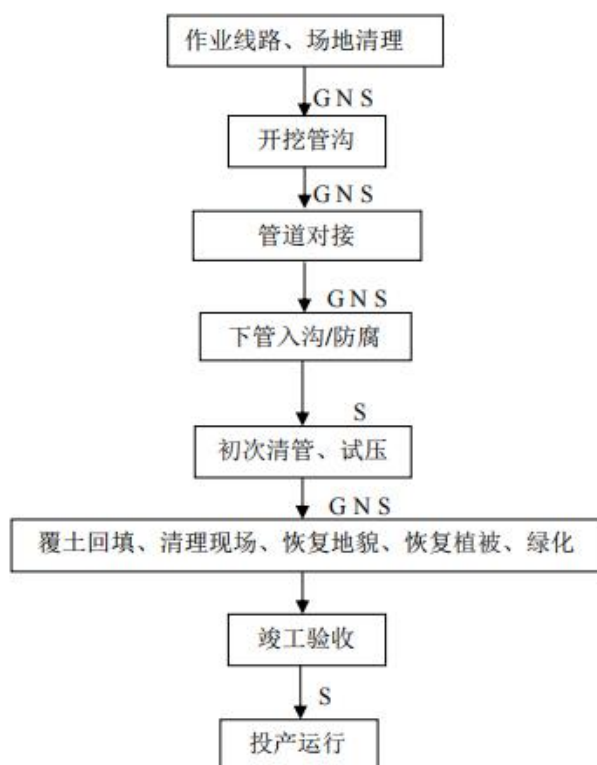 作业线路、场地清理
G N S
开挖管沟
G N S
管道对接
G N S
下管入沟/防腐
S
初次清管、试压
G N S
覆土回填、清理现场、恢复地貌、恢复植被、绿化
竣工验收
S
投产运行